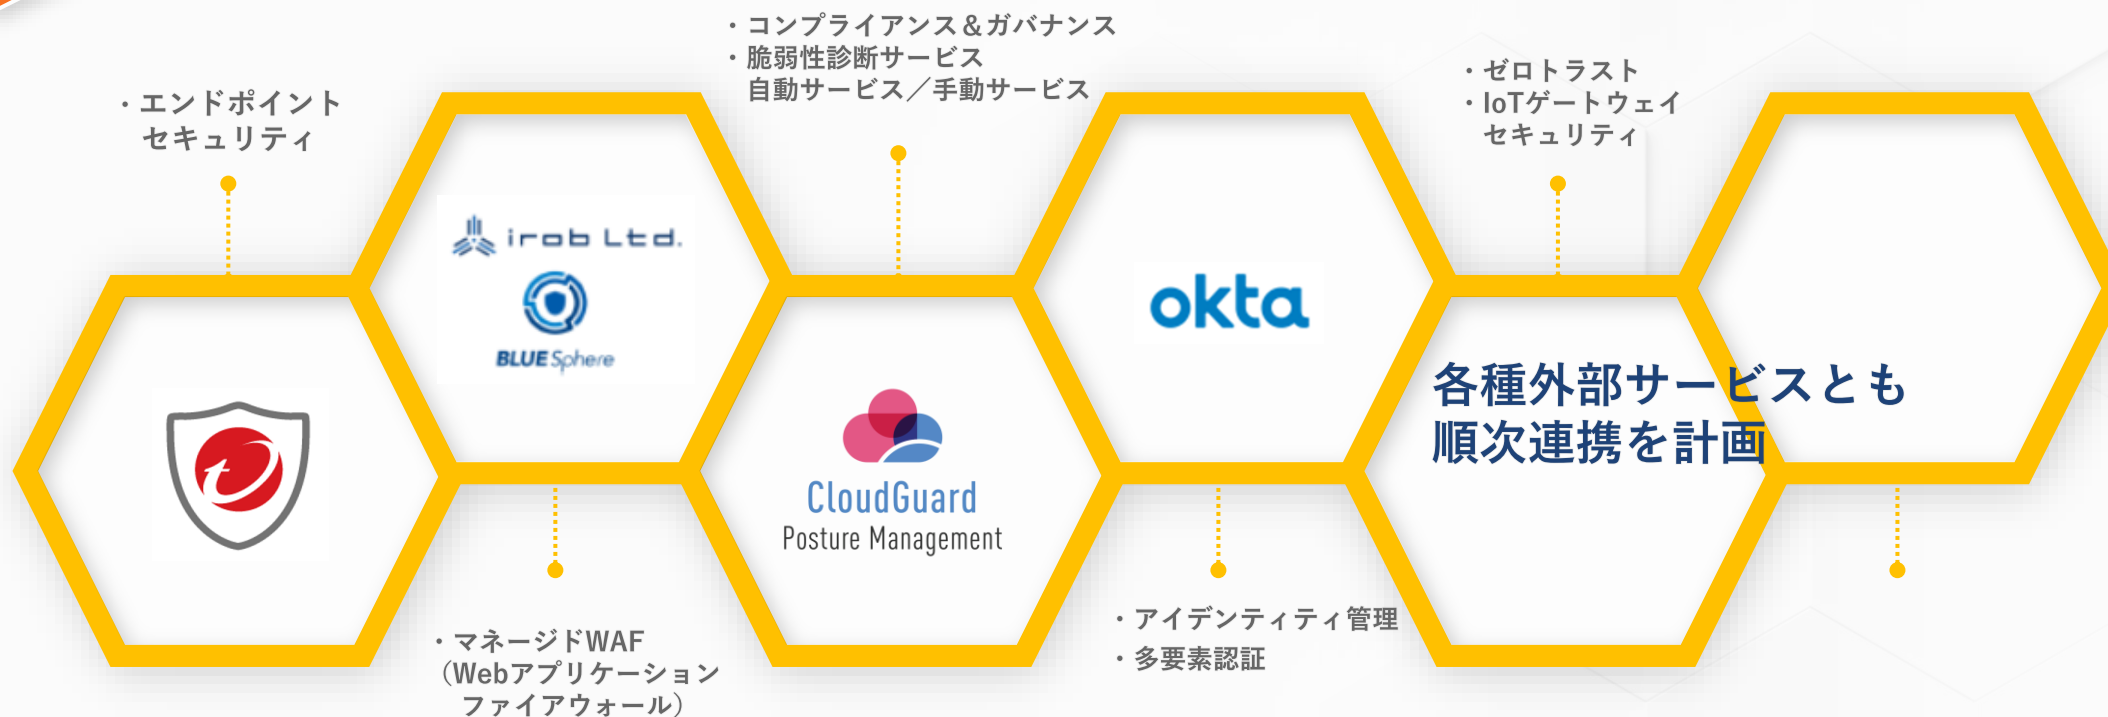 ・エンドポイント
セキュリティ
irob Ltd.
BLUE Sphere
・マネージドWAF
（Webアプリケーション
ファイアウォール）
・コンプライアンス＆ガバナンス
・脆弱性診断サービス
自動サービス／手動サービス
CloudGuard
Posture Management
okta
・アイデンティティ管理
・多要素認証
・ゼロトラスト
・IoTゲートウェイ
セキュリティ
各種外部サービスとも
順次連携を計画